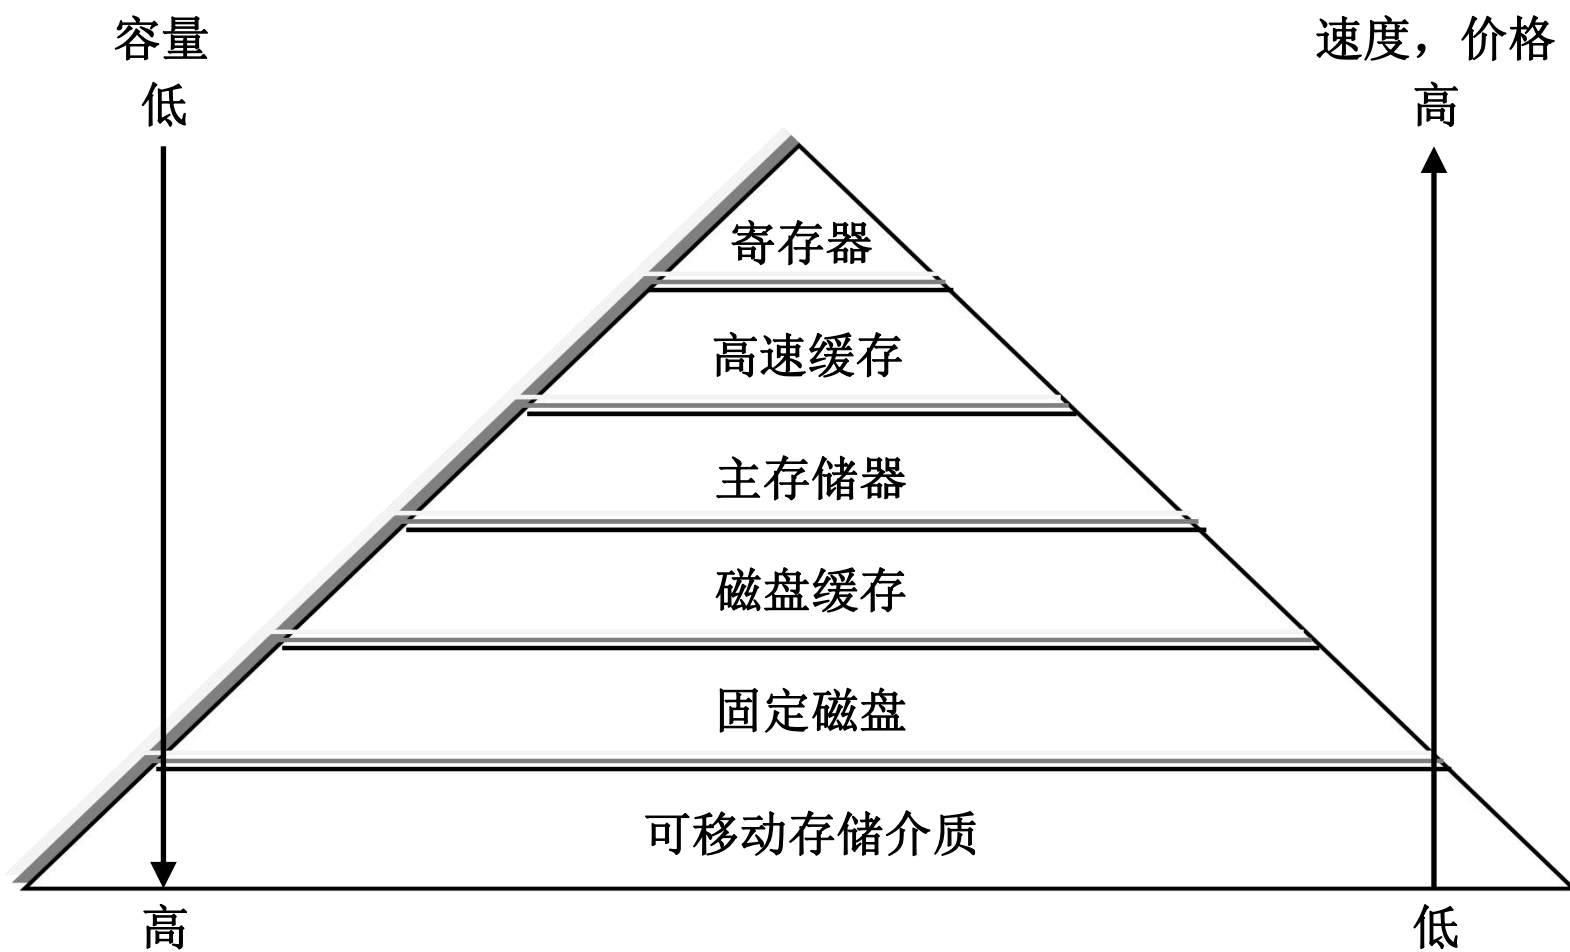 容量
低
速度，价格
高
寄存器
高速缓存
主存储器
磁盘缓存
固定磁盘
可移动存储介质
高
低